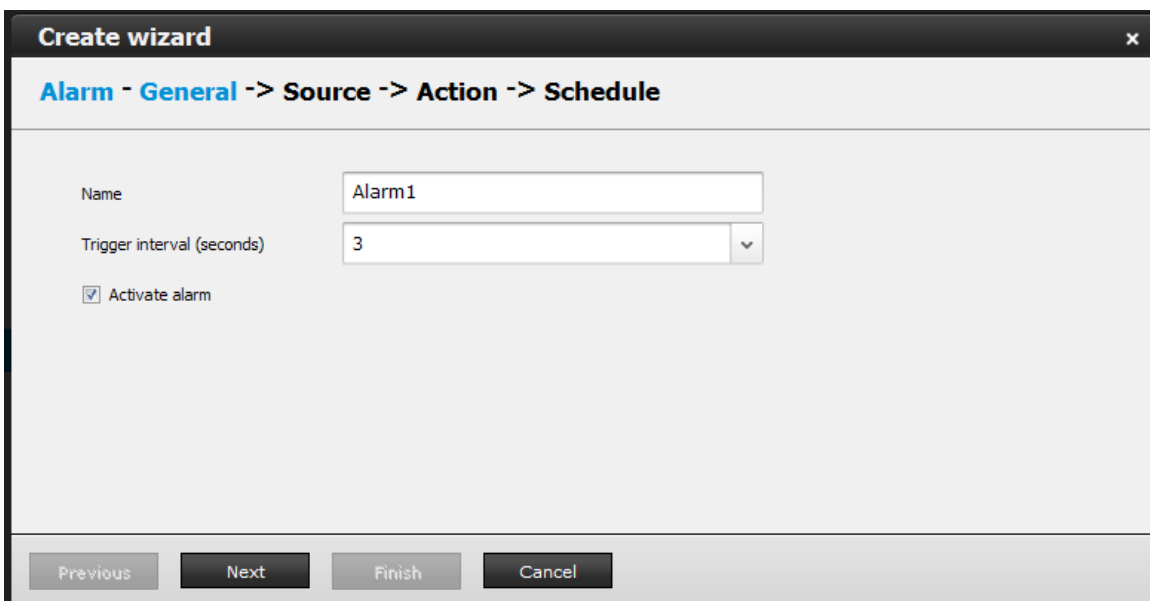 Create wizard
Alarm - General -> Source -> Action -> Schedule
Name
Alarm1
Trigger interval (seconds)
3
Activate alarm
Previous
Next
Finish
Cancel